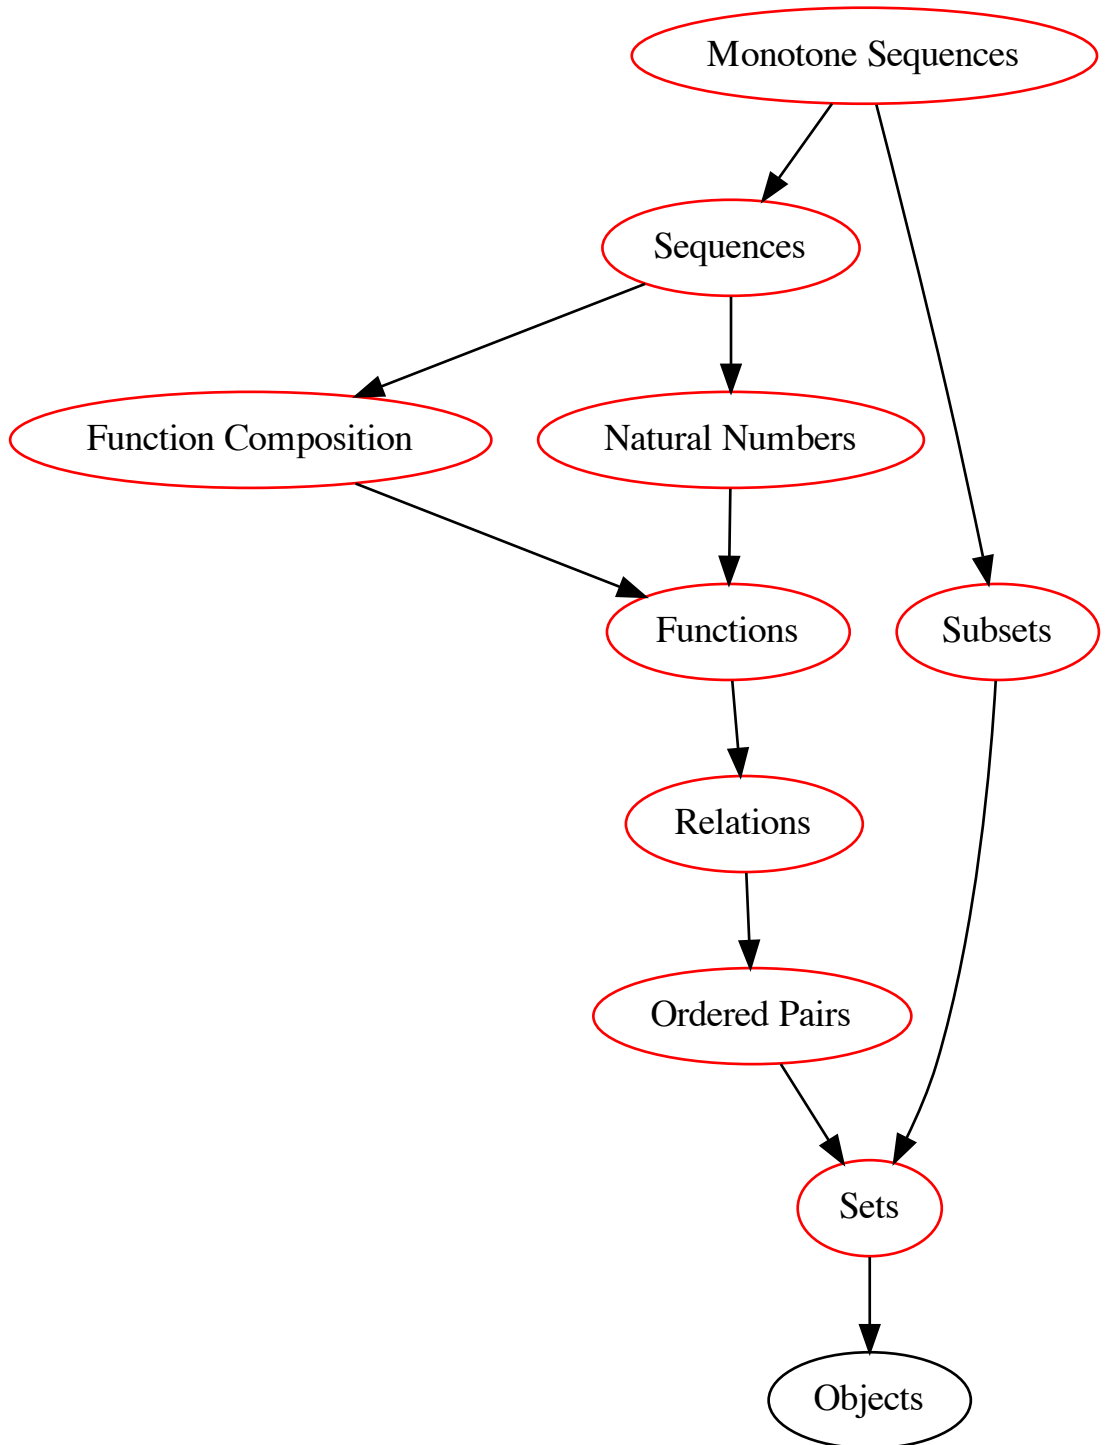 Monotone Sequences
Sequences
Function Composition
Natural Numbers
Functions
Subsets
Relations
Ordered Pairs
Sets
Objects